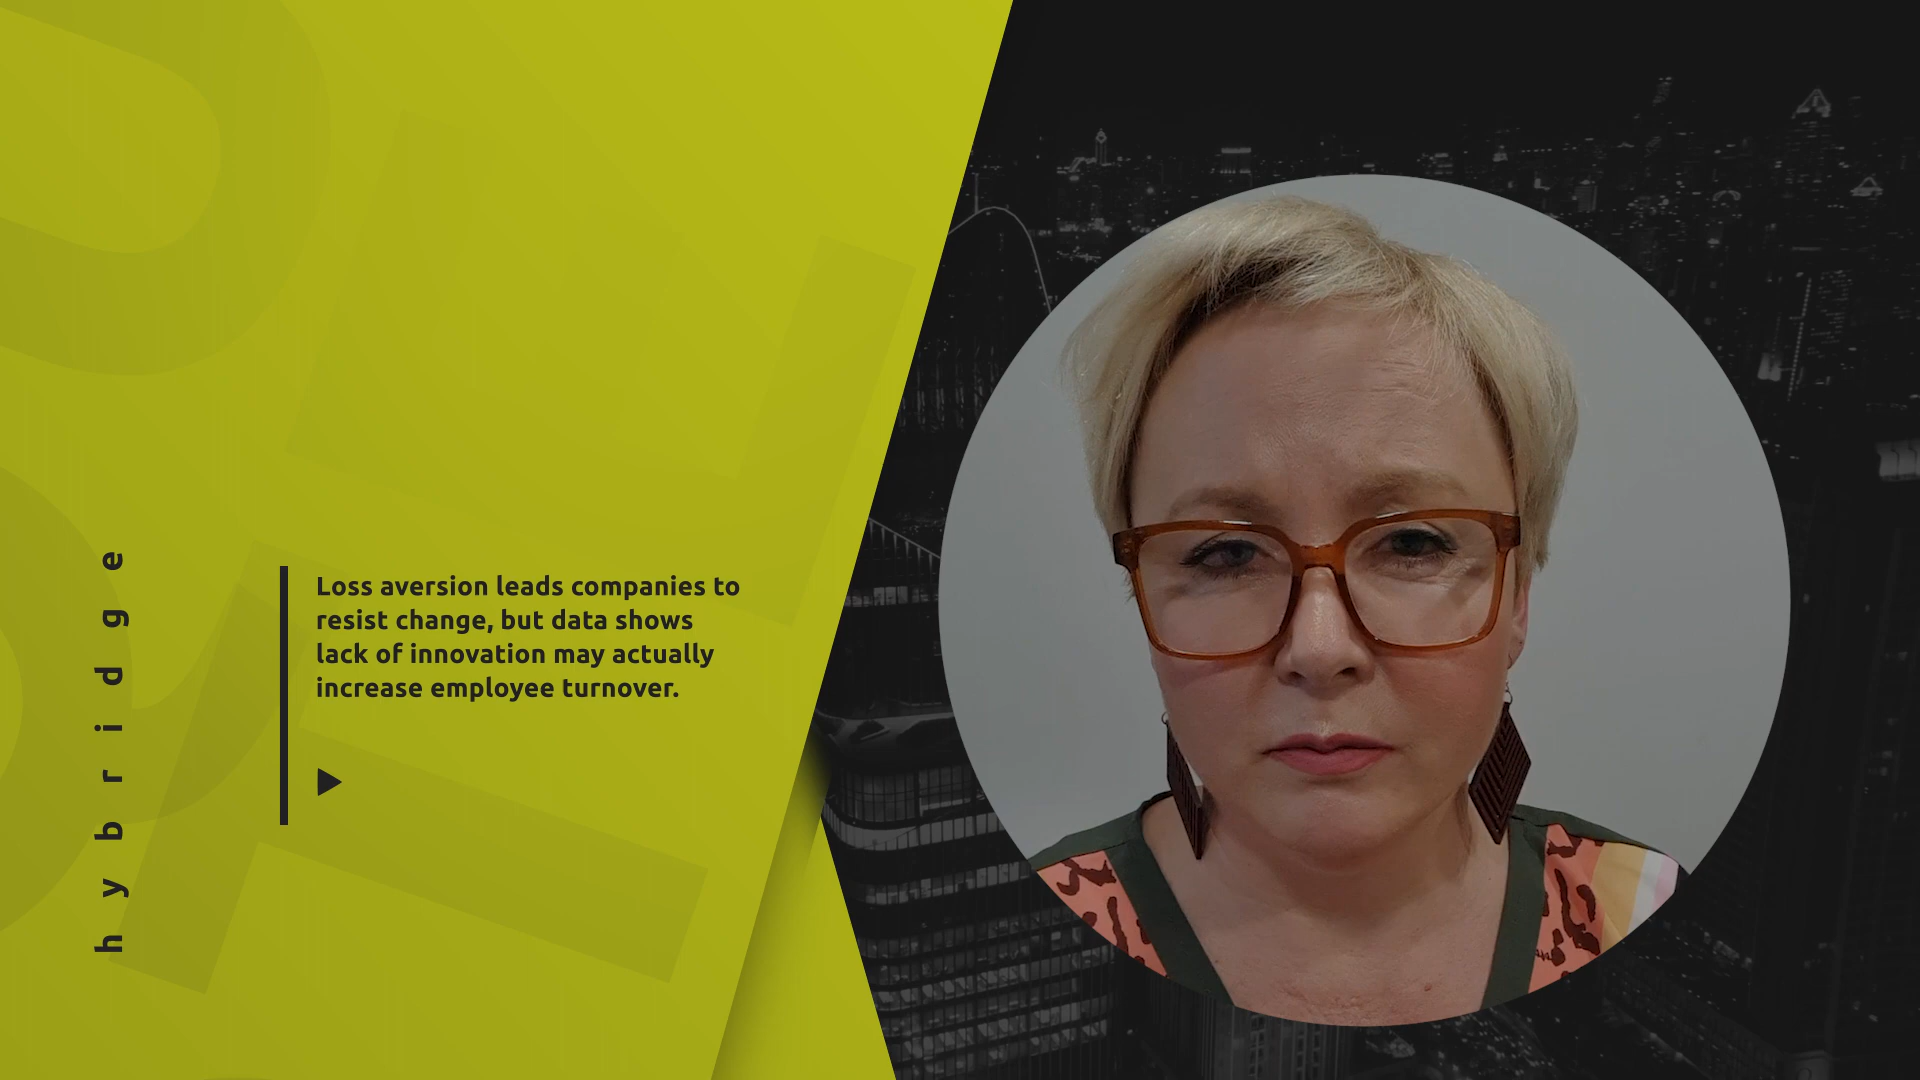 hybridge
Loss aversion leads companies to
resist change, but data shows
lack of innovation may actually
increase employee turnover.